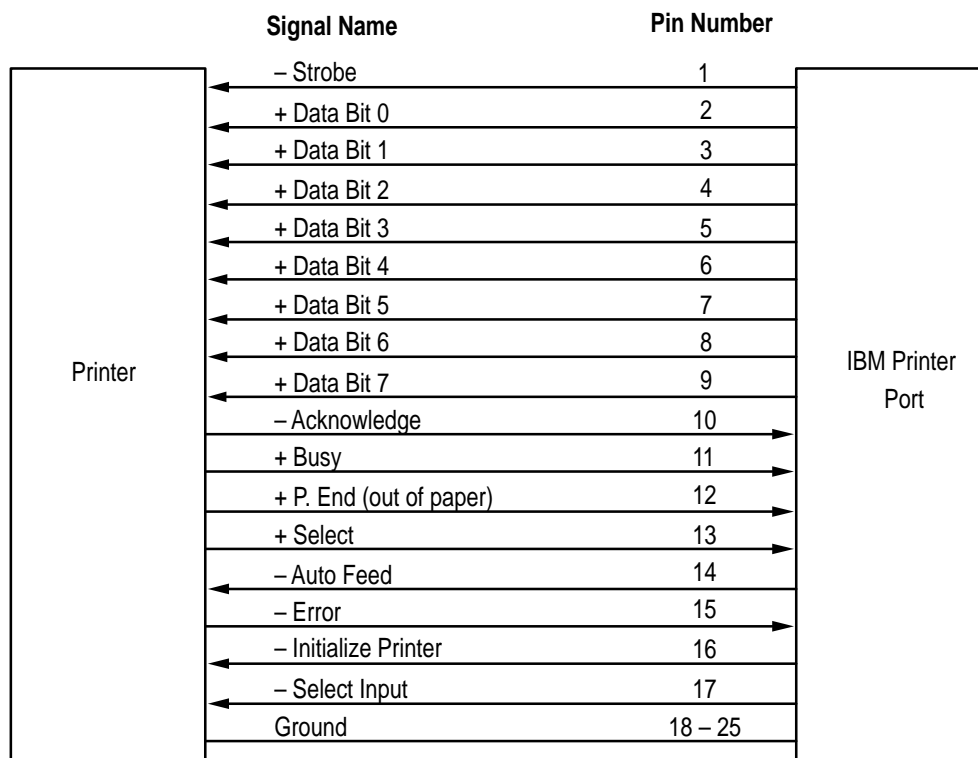 Signal Name Pin Number
– Strobe 1
+ Data Bit 0 2
+ Data Bit 1 3
+ Data Bit 2 4
+ Data Bit 3 5
+ Data Bit 4 6
+ Data Bit 5 7
+ Data Bit 6 8
Printer
IBM Printer
Port
+ Data Bit 7 9
– Acknowledge 10
+ Busy 11
+ P. End (out of paper) 12
+ Select 13
– Auto Feed 14
– Error 15
– Initialize Printer 16
– Select Input 17
Ground 18 – 25